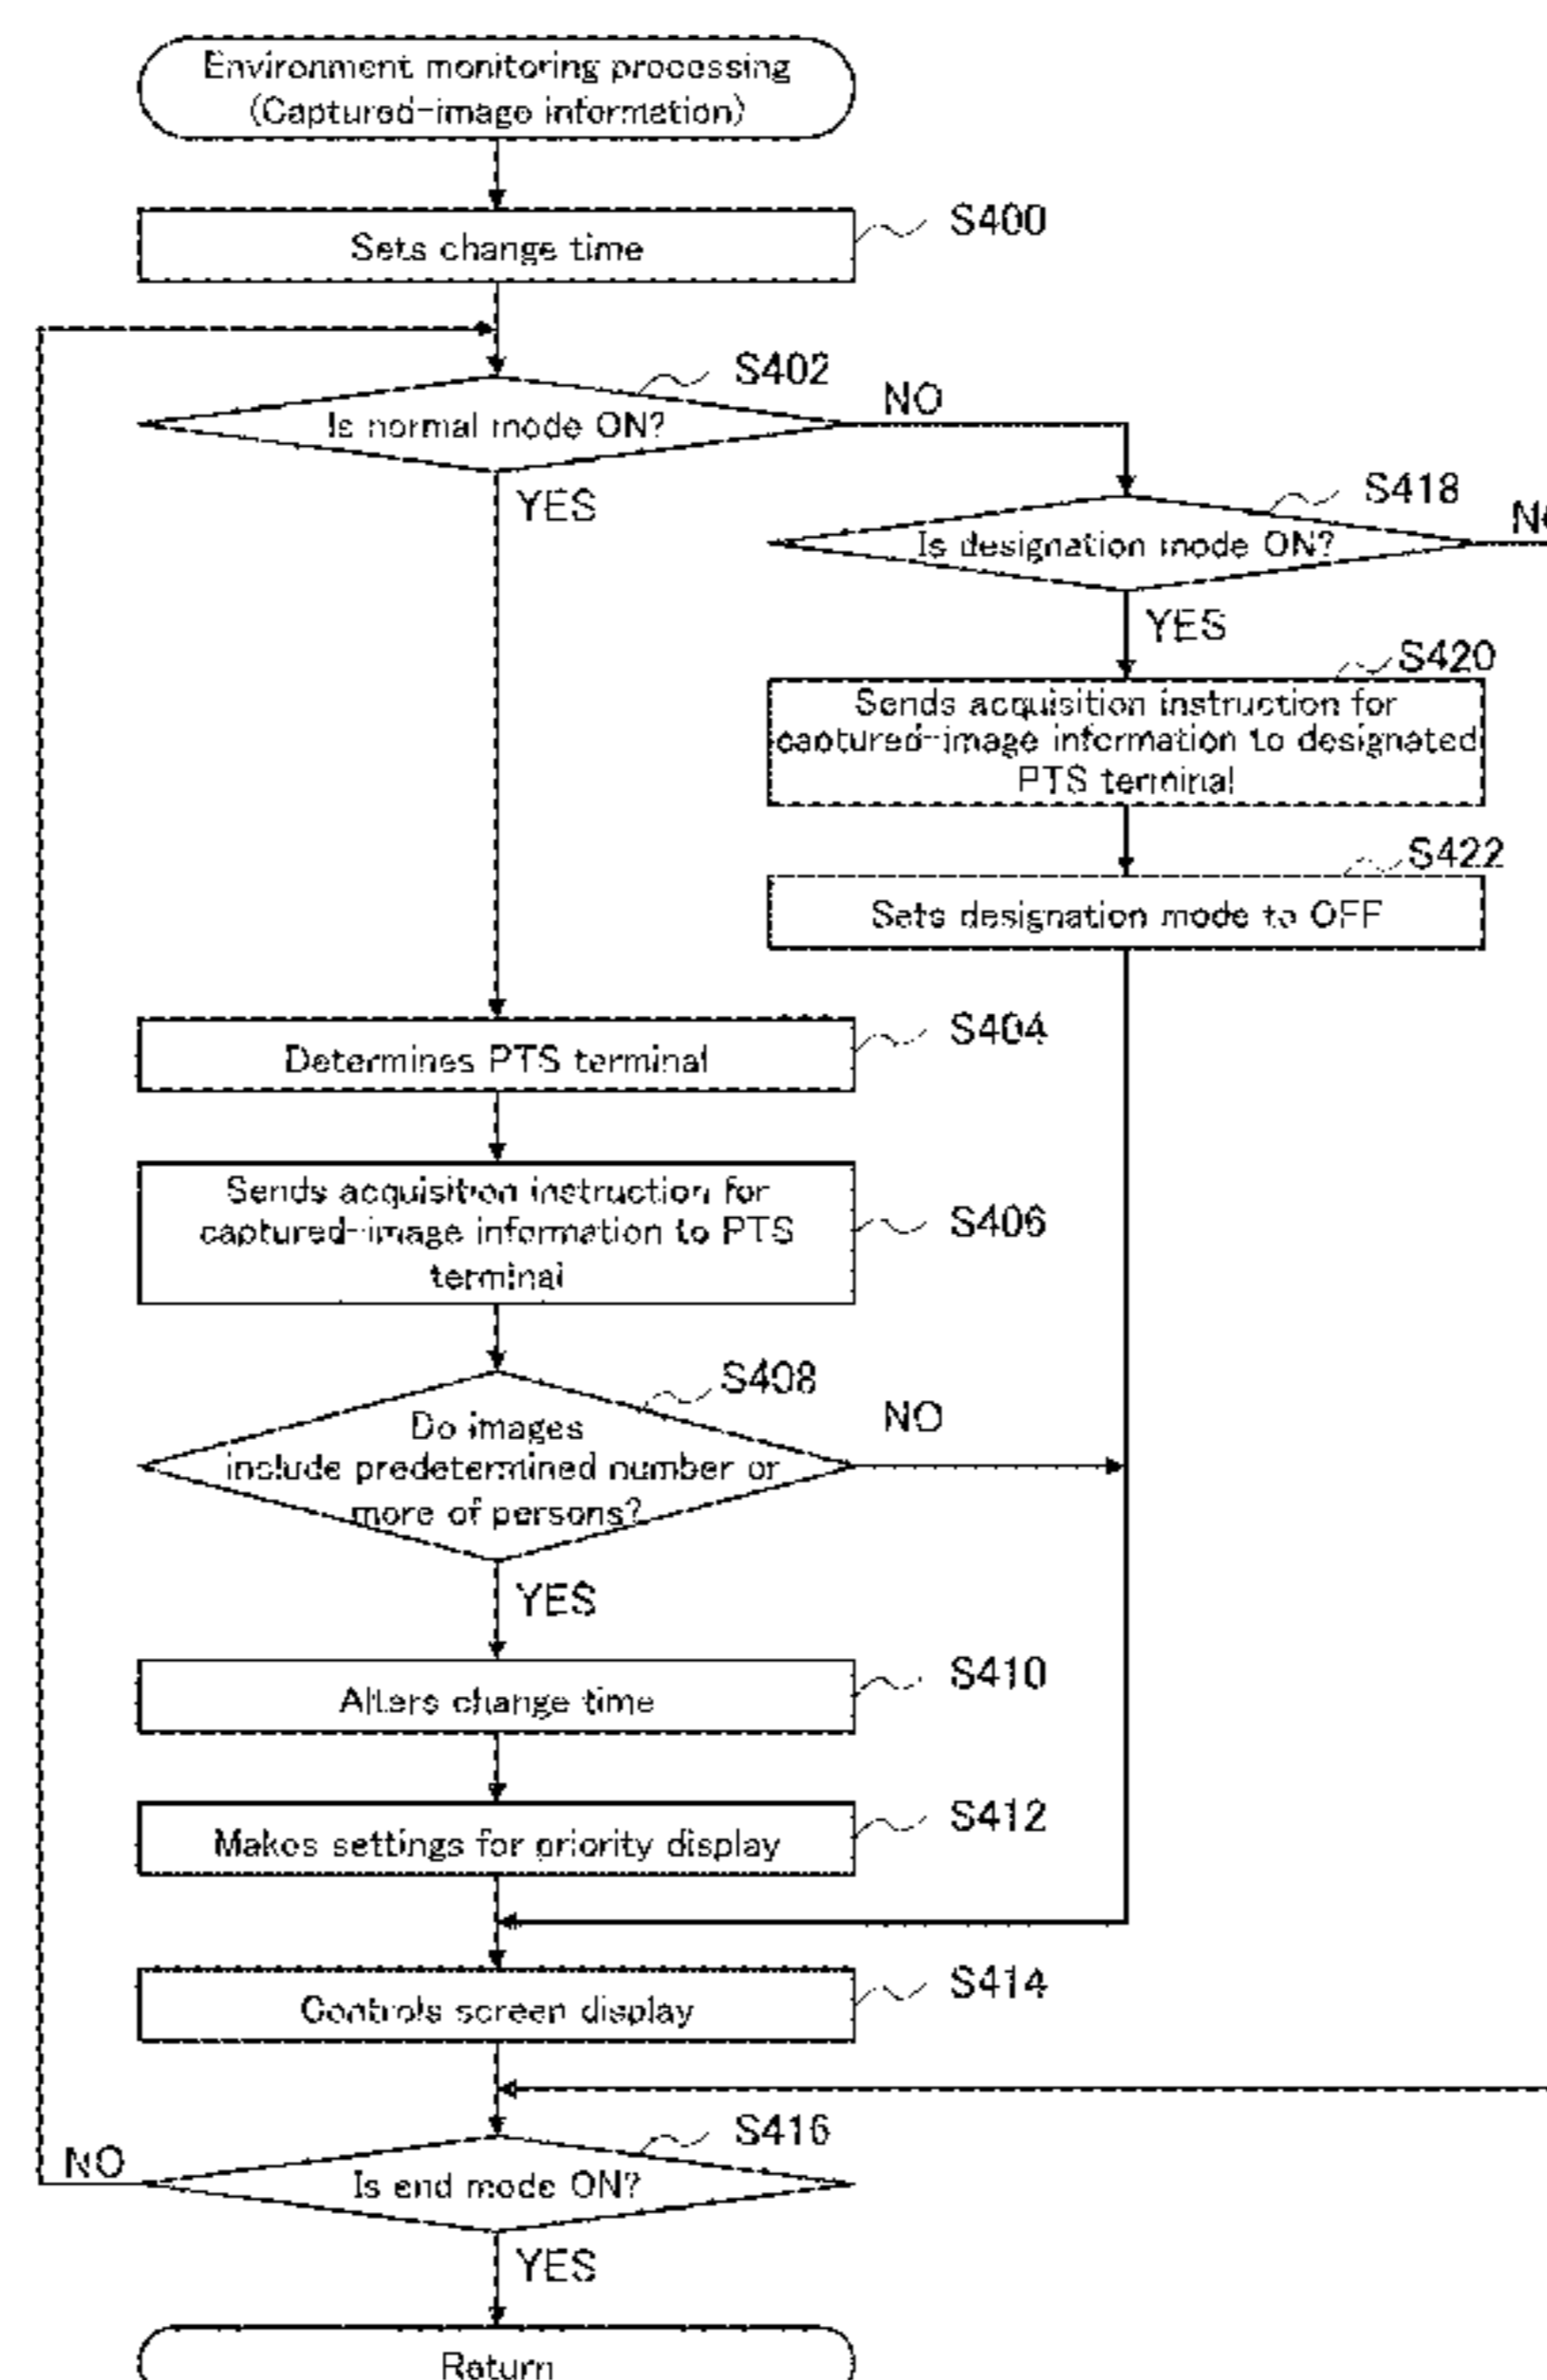 Environment monitoring processing
(Captured-image information)
S400
Sets change time
S402
Is normal mode ON?
NO
YES
S418
Is designation mode ON?
NO
YES
S420
Sends acquisition instruction for
captured-image information to designated
PTS terminal
S422
Sets designation mode to OFF
S404
Determines PTS terminal
Sends acquisition instruction for
captured-image information to PTS
terminal
S406
S408
Do images
include predetermined number or
more of persons?
NO
YES
S410
Alters change time
S412
Makes settings for priority display
S414
Controls screen display
S416
Is end mode ON?
NO
YES
Return